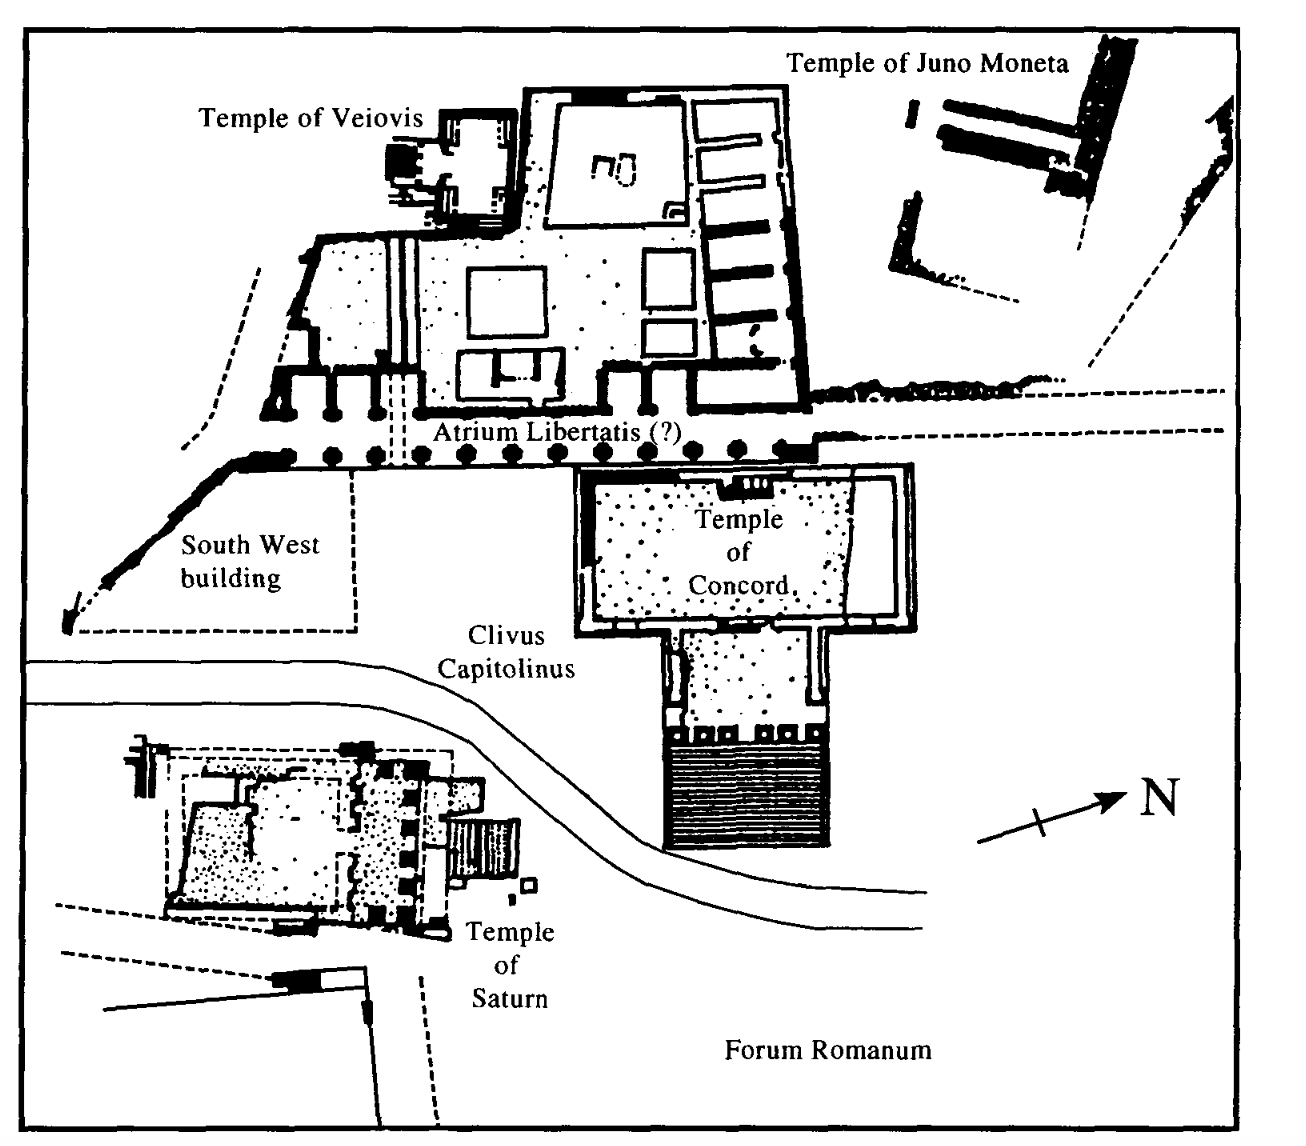 Temple of Juno Moneta
Temple of Veiovis
Atrium Libertatis (?)
Temple
of
Concord
South West
building
Clivus
Capitolinus
N
Temple
of
Saturn
Forum Romanum